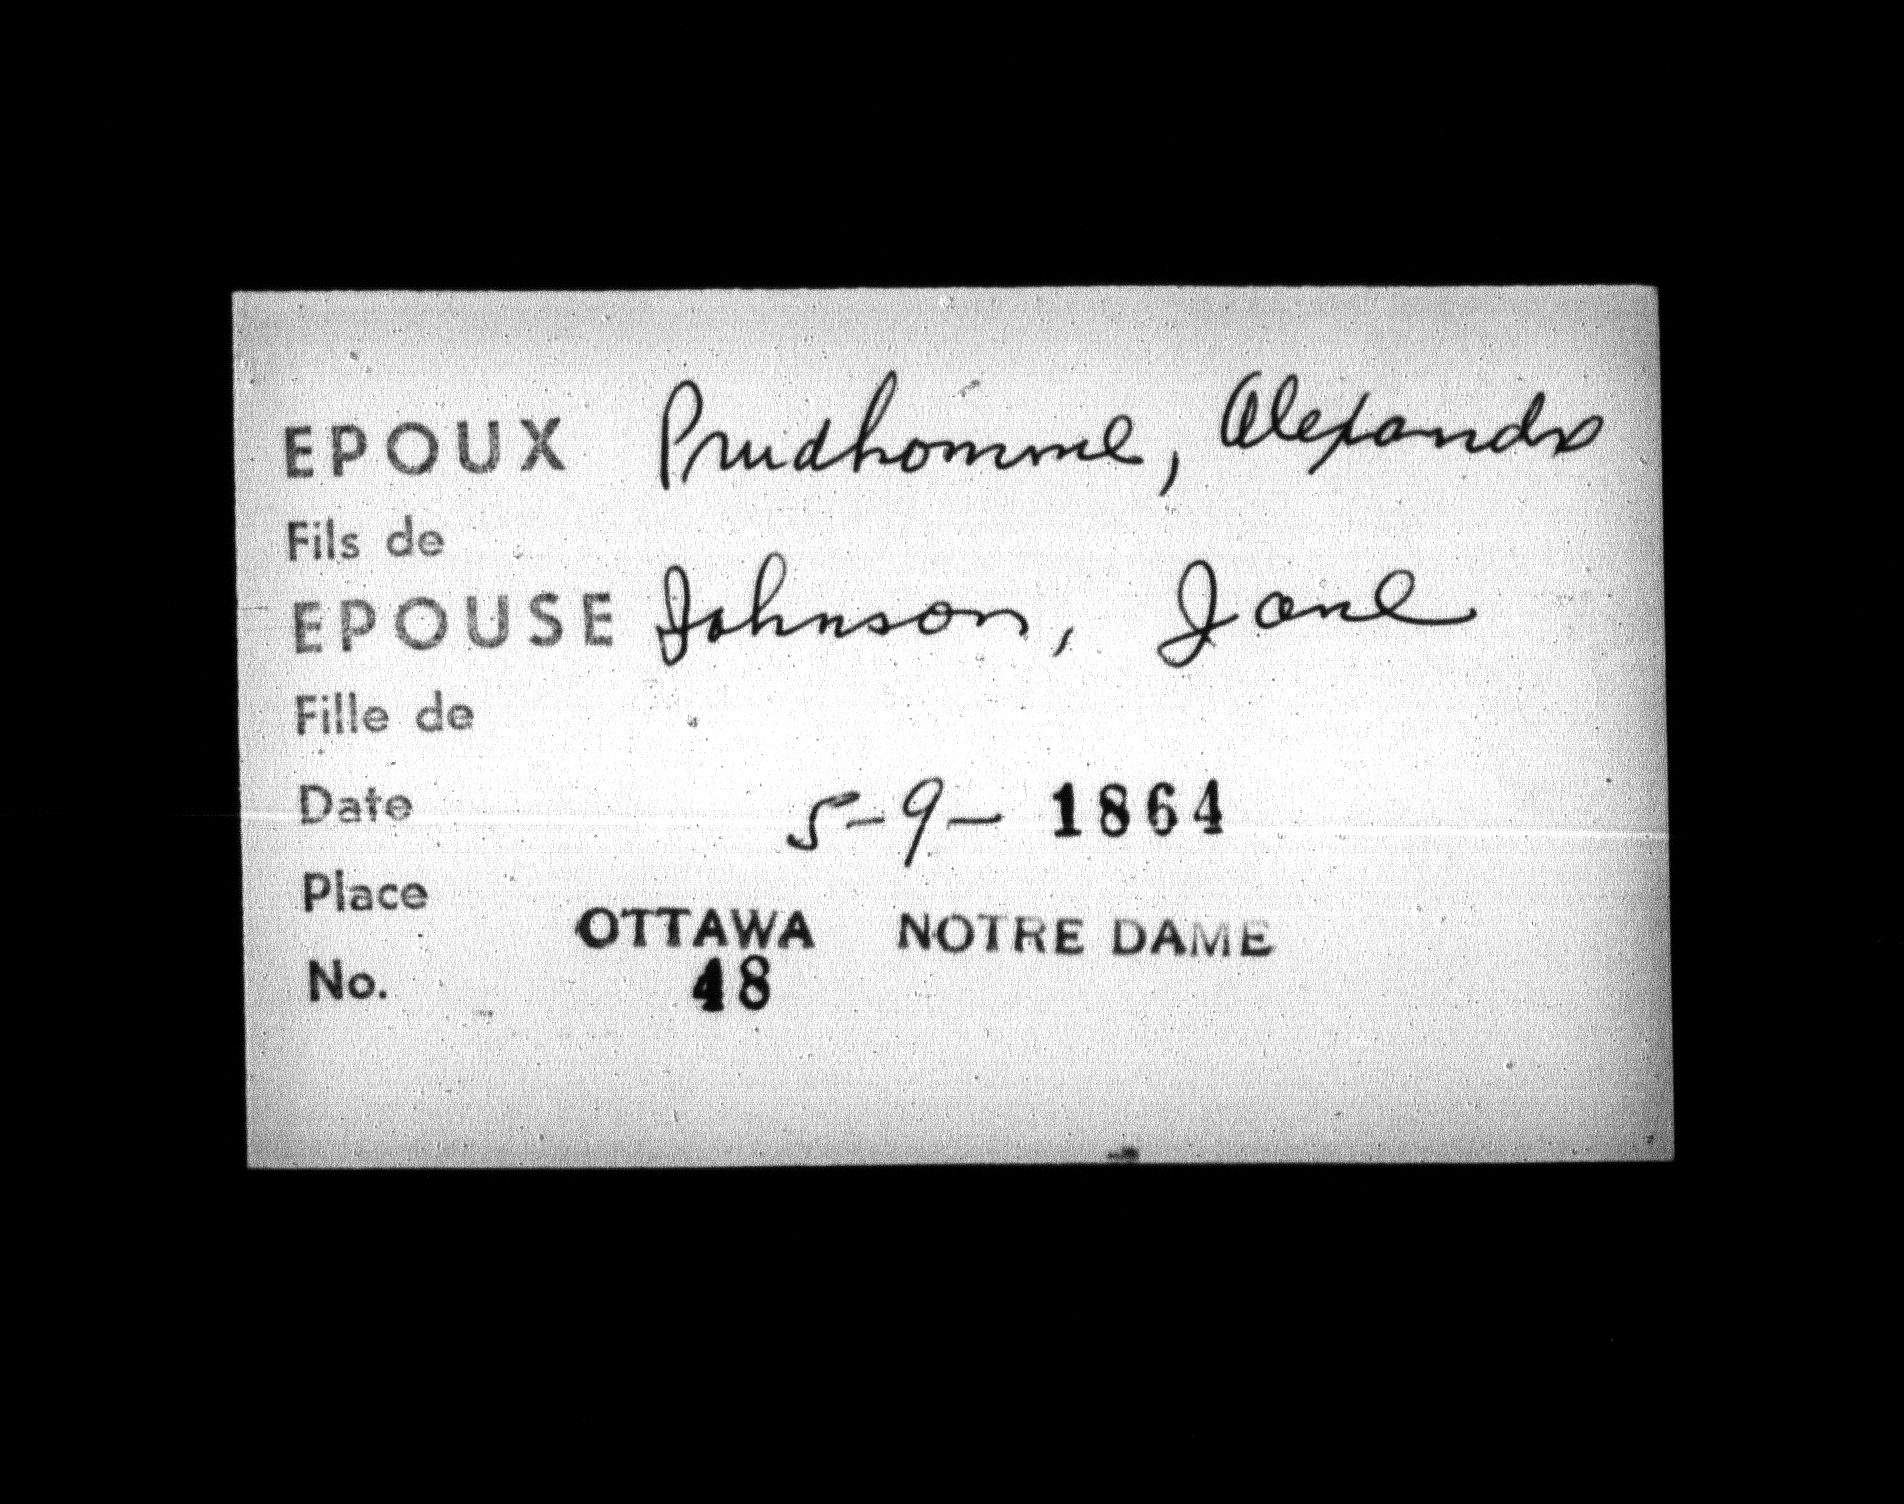 EPOUX Prudhomme, Alexandre
Fils de
EPOUSE Johnson, Jane
Fille de
Date 5-9- 1864
Place OTTAWA NOTRE DAME
No. 48